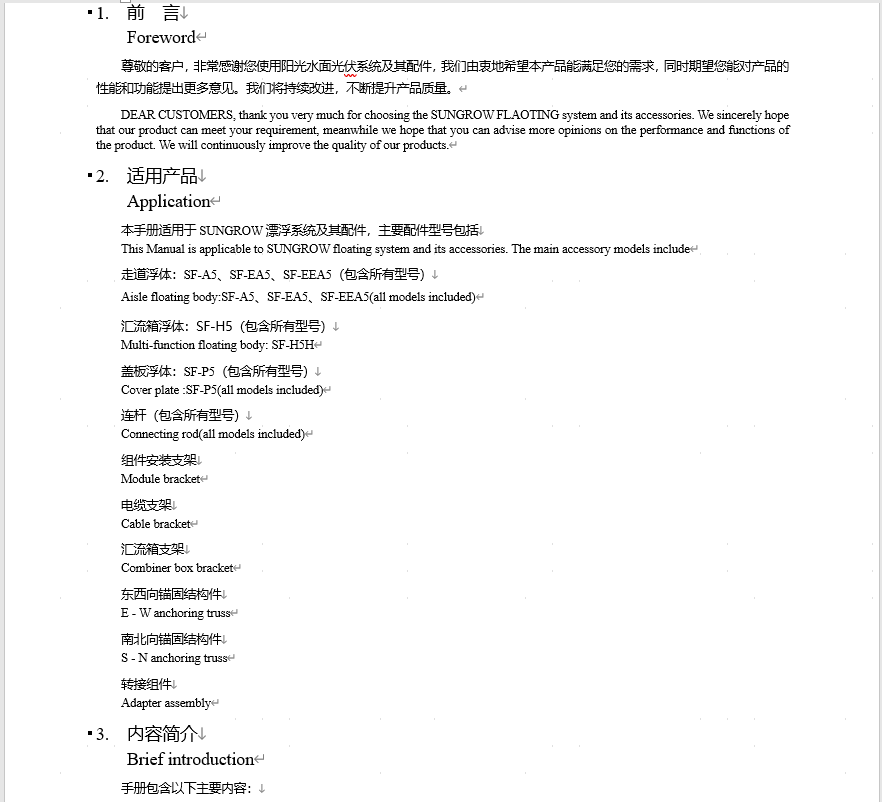 1. 前 言
Foreword
尊敬的客户，非常感谢您使用阳光水面光伏系统及其配件，我们由衷地希望本产品能满足您的需求，同时期望您能对产品的
性能和功能提出更多意见。我们将持续改进，不断提升产品质量。
DEAR CUSTOMERS, thank you very much for choosing the SUNGROW FLAOTING system and its accessories. We sincerely hope
that our product can meet your requirement, meanwhile we hope that you can advise more opinions on the performance and functions of
the product. We will continuously improve the quality of our products.
2. 适用产品
Application
本手册适用于 SUNGROW 漂浮系统及其配件，主要配件型号包括
This Manual is applicable to SUNGROW floating system and its accessories. The main accessory models include
走道浮体：SF-A5、SF-EA5、SF-EEA5（包含所有型号）
Aisle floating body:SF-A5、SF-EA5、SF-EEA5(all models included)
汇流箱浮体：SF-H5（包含所有型号）
Multi-function floating body: SF-H5H
盖板浮体：SF-P5（包含所有型号）
Cover plate :SF-P5(all models included)
连杆（包含所有型号）
Connecting rod(all models included)
组件安装支架
Module bracket
电缆支架
Cable bracket
汇流箱支架
Combiner box bracket
东西向锚固结构件
E - W anchoring truss
南北向锚固结构件
S - N anchoring truss
转接组件
Adapter assembly
3. 内容简介
Brief introduction
手册包含以下主要内容：